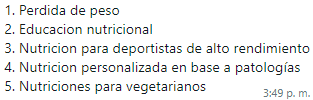 1. Perdida de peso
2. Educacion nutricional
3. Nutricion para deportistas de alto rendimiento
4. Nutricion personalizada en base a patologías
5. Nutriciones para vegetarianos
3:49 p. m.